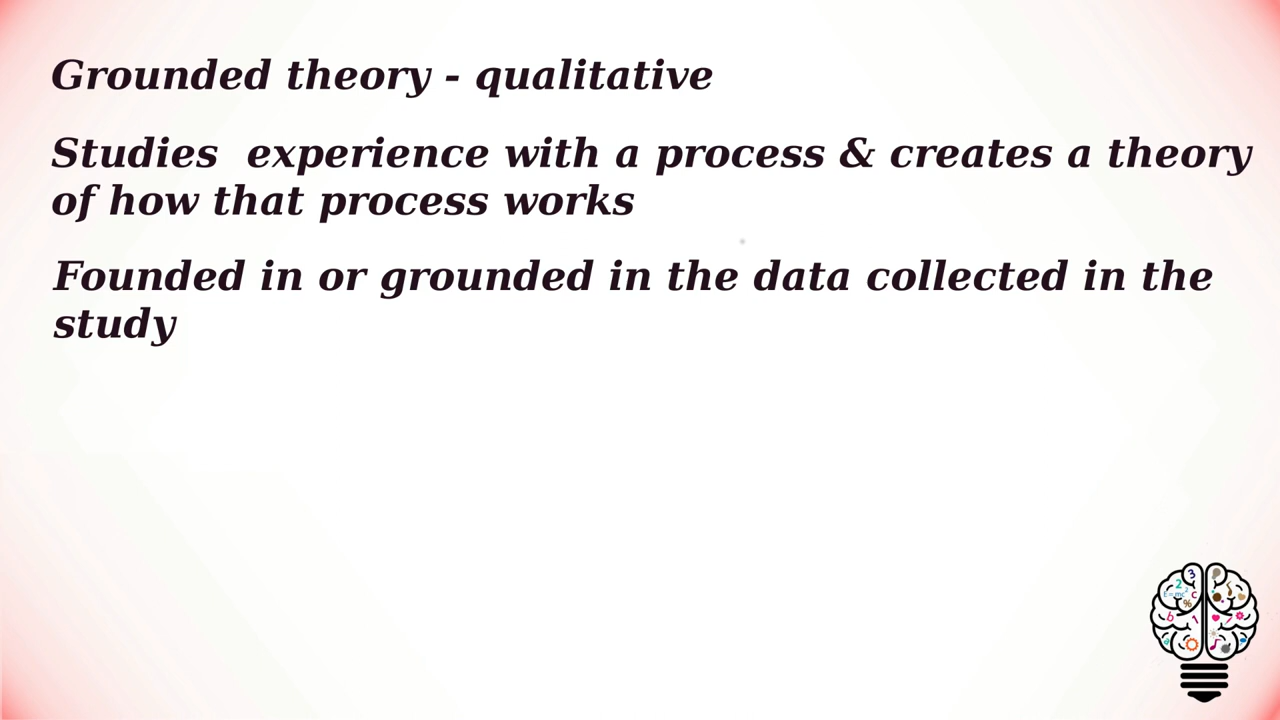 Grounded theory - qualitative
Studies  experience with a process & creates a theory
of how that process works
Founded in or grounded in the data collected in the
study